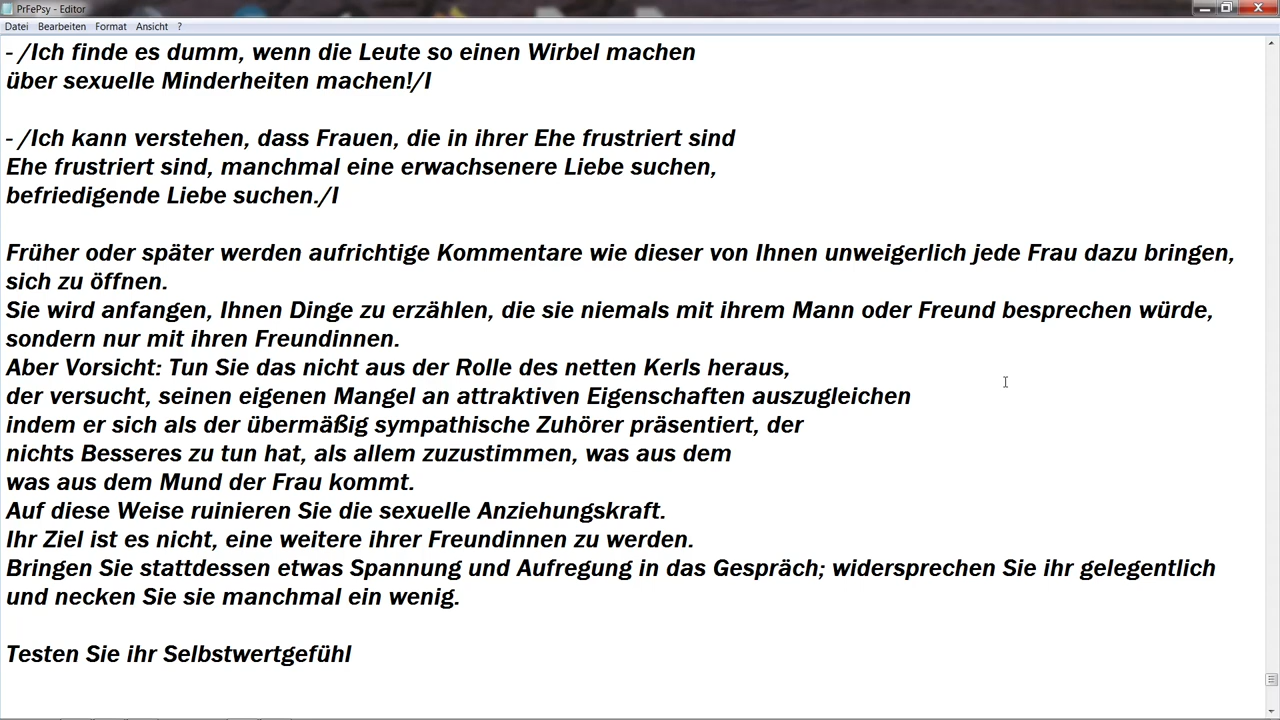 PrFePsy - Editor
Datei Bearbeiten Format Ansicht ?
- /Ich finde es dumm, wenn die Leute so einen Wirbel machen
über sexuelle Minderheiten machen!/I
- /Ich kann verstehen, dass Frauen, die in ihrer Ehe frustriert sind
Ehe frustriert sind, manchmal eine erwachsenere Liebe suchen,
befriedigende Liebe suchen./I
Früher oder später werden aufrichtige Kommentare wie dieser von Ihnen unweigerlich jede Frau dazu bringen,
sich zu öffnen.
Sie wird anfangen, Ihnen Dinge zu erzählen, die sie niemals mit ihrem Mann oder Freund besprechen würde,
sondern nur mit ihren Freundinnen.
Aber Vorsicht: Tun Sie das nicht aus der Rolle des netten Kerls heraus,
der versucht, seinen eigenen Mangel an attraktiven Eigenschaften auszugleichen
indem er sich als der übermäßig sympathische Zuhörer präsentiert, der
nichts Besseres zu tun hat, als allem zuzustimmen, was aus dem
was aus dem Mund der Frau kommt.
Auf diese Weise ruinieren Sie die sexuelle Anziehungskraft.
Ihr Ziel ist es nicht, eine weitere ihrer Freundinnen zu werden.
Bringen Sie stattdessen etwas Spannung und Aufregung in das Gespräch; widersprechen Sie ihr gelegentlich
und necken Sie sie manchmal ein wenig.
Testen Sie ihr Selbstwertgefühl